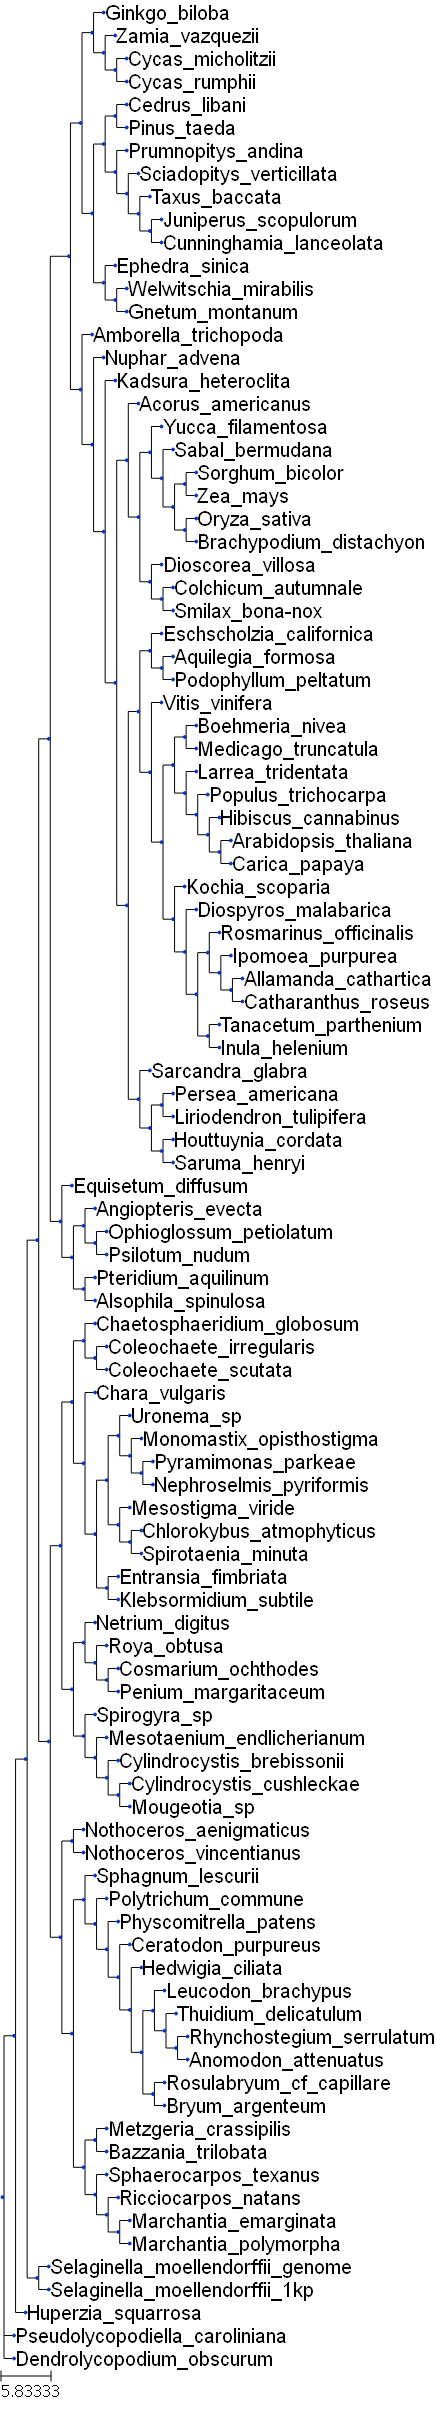 Ginkgo_biloba
Zamia_vazquezii
Cycas_micholitzii
Cycas_rumphii
Cedrus_libani
Pinus_taeda
Prumnopitys_andina
Sciadopitys_verticillata
Taxus_baccata
Juniperus_scopulorum
Cunninghamia_lanceolata
Ephedra_sinica
Welwitschia_mirabilis
Gnetum_montanum
Amborella_trichopoda
Nuphar_advena
Kadsura_heteroclita
Acorus_americanus
Yucca_filamentosa
Sabal_bermudana
Sorghum_bicolor
Zea_mays
Oryza_sativa
Brachypodium_distachyon
Dioscorea_villosa
Colchicum_autumnale
Smilax_bona-nox
Eschscholzia_californica
Aquilegia_formosa
Podophyllum_peltatum
Vitis_vinifera
Boehmeria_nivea
Medicago_truncatula
Larrea_tridentata
Populus_trichocarpa
Hibiscus_cannabinus
Arabidopsis_thaliana
Carica_papaya
Kochia_scoparia
Diospyros_malabarica
Rosmarinus_officinalis
Ipomoea_purpurea
Allamanda_cathartica
Catharanthus_roseus
Tanacetum_parthenium
Inula_helenium
Sarcandra_glabra
Persea_americana
Liriodendron_tulipifera
Houttuynia_cordata
Saruma_henryi
Equisetum_diffusum
Angiopteris_evecta
Ophioglossum_petiolatum
Psilotum_nudum
Pteridium_aquilinum
Alsophila_spinulosa
Chaetosphaeridium_globosum
Coleochaete_irregularis
Coleochaete_scutata
Chara_vulgaris
Uronema_sp
Monomastix_opisthostigma
Pyramimonas_parkeae
Nephroselmis_pyriformis
Mesostigma_viride
Chlorokybus_atmophyticus
Spirotaenia_minuta
Entransia_fimbriata
Klebsormidium_subtile
Netrium_digitus
Roya_obtusa
Cosmarium_ochthodes
Penium_margaritaceum
Spirogyra_sp
Mesotaenium_endlicherianum
Cylindrocystis_brebissonii
Cylindrocystis_cushleckae
Mougeotia_sp
Nothoceros_aenigmaticus
Nothoceros_vincentianus
Sphagnum_lescurii
Polytrichum_commune
Physcomitrella_patens
Ceratodon_purpureus
Hedwigia_ciliata
Leucodon_brachypus
Thuidium_delicatulum
Rhynchostegium_serrulatum
Anomodon_attenuatus
Rosulabryum_cf_capillare
Bryum_argenteum
Metzgeria_crassipilis
Bazzania_trilobata
Sphaerocarpos_texanus
Ricciocarpos_natans
Marchantia_emarginata
Marchantia_polymorpha
Selaginella_moellendorffii_genome
Selaginella_moellendorffii_1kp
Huperzia_squarrosa
Pseudolycopodiella_caroliniana
Dendrolycopodium_obscurum
5.83333